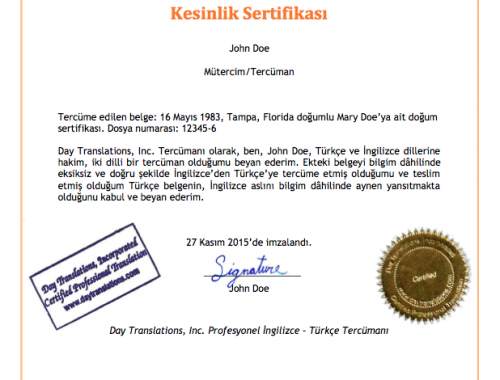 Kesinlik Sertifikası
John Doe
Mütercim/Tercüman
Tercüme edilen belge: 16 Mayıs 1983, Tampa, Florida doğumlu Mary Doe'ya ait doğum
sertifikası. Dosya numarası: 12345-6
Day Translations, Inc. Tercümanı olarak, ben, John Doe, Türkçe ve İngilizce dillerine
hakim, iki dilli bir tercüman olduğumu beyan ederim. Ekteki belgeyi bilgim dâhilinde
eksiksiz ve doğru şekilde İngilizce'den Türkçe'ye tercüme etmiş olduğumu ve teslim
etmiş olduğum Türkçe belgenin, İngilizce aslını bilgim dâhilinde aynen yansıtmakta
olduğunu kabul ve beyan ederim.
Day Translations, Incorporated
Certified Professional Translation
www.daytranslations.com
27 Kasım 2015'de imzalandı.
Signature
John Doe
Certified
Day Translations, Inc. Profesyonel İngilizce – Türkçe Tercümanı